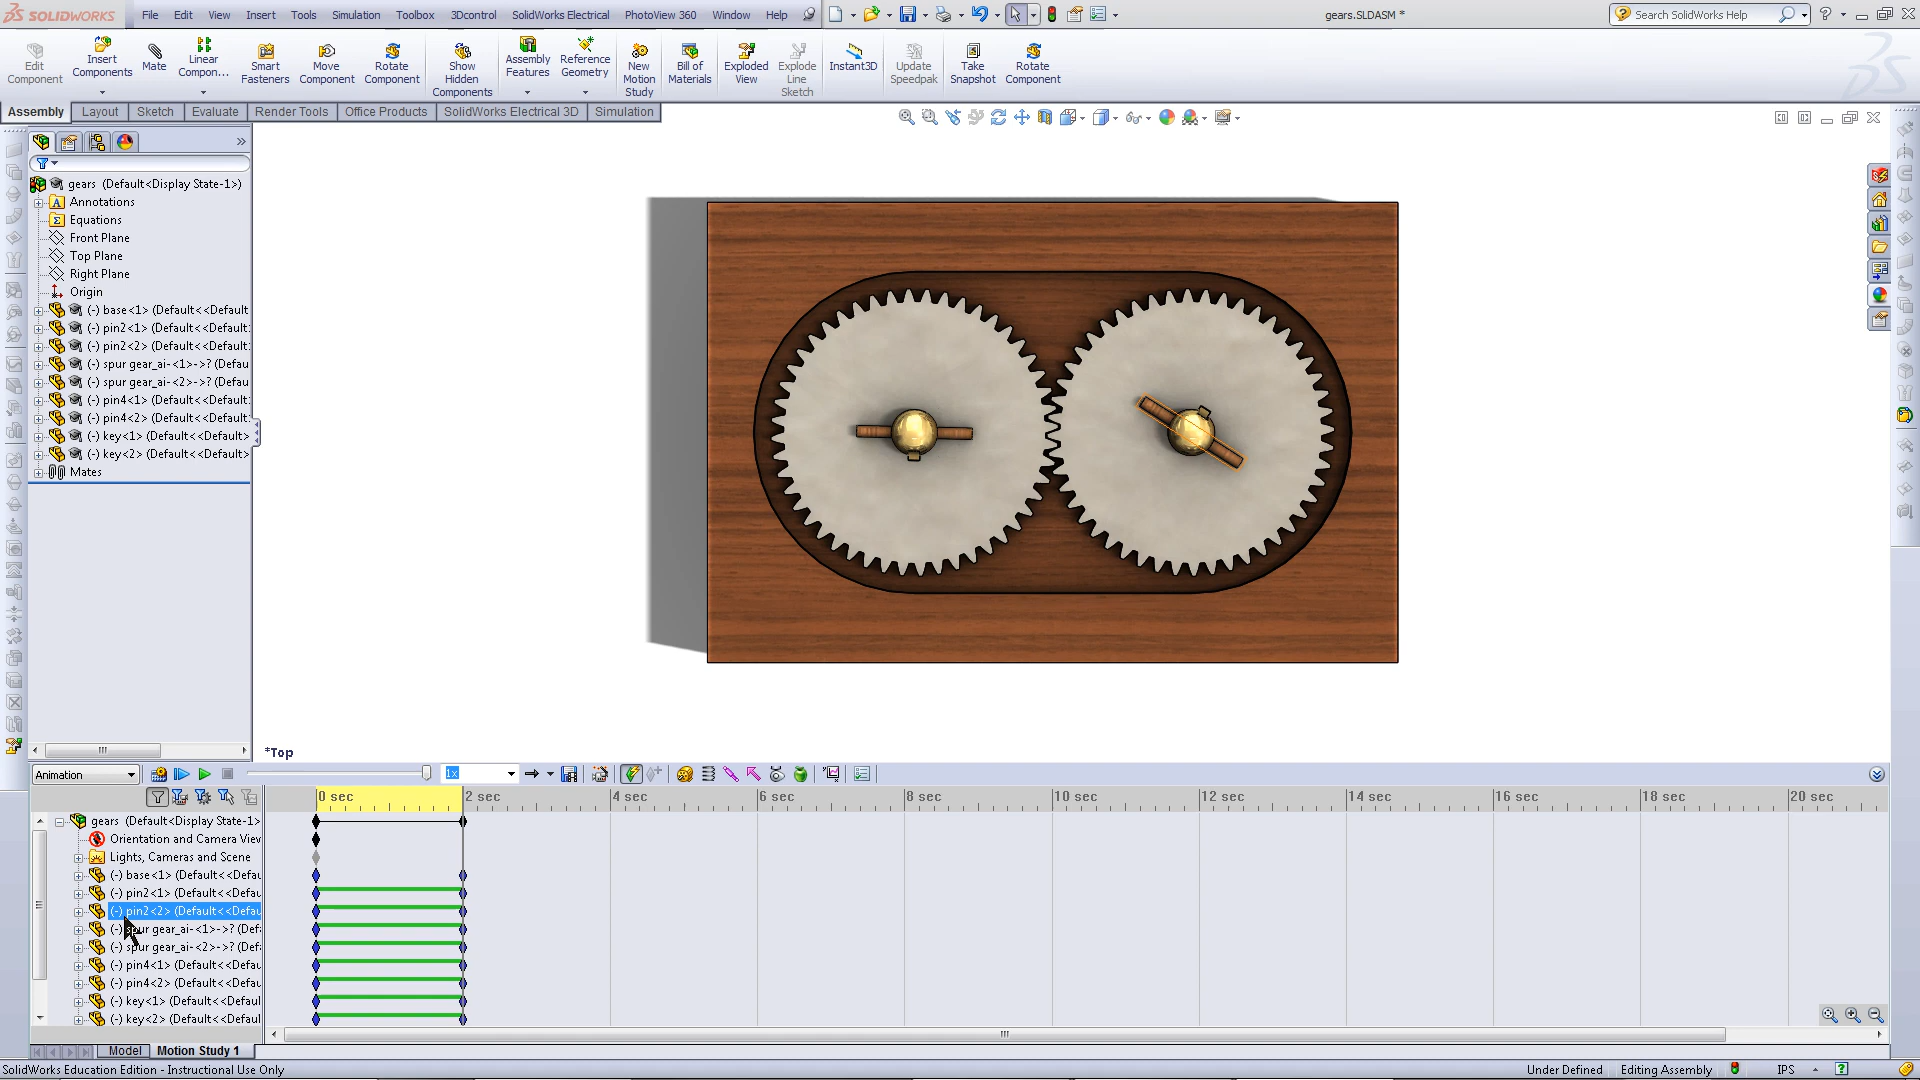 SOLIDWORKS File Edit View Insert Tools Simulation Toolbox 3Dcontrol SolidWorks Electrical PhotoView 360 Window Help gears.SLDASM * Search SolidWorks Help
Edit Component
Insert Components
Mate
Linear Compon...
Smart Fasteners
Move Component
Rotate Component
Show Hidden Components
Assembly Features
Reference Geometry
New Motion Study
Bill of Materials
Exploded View
Explode Line Sketch
Instant3D
Update Speedpak
Take Snapshot
Rotate Component
Assembly Layout Sketch Evaluate Render Tools Office Products SolidWorks Electrical 3D Simulation
gears (Default<Display State-1>)
Annotations
Equations
Front Plane
Top Plane
Right Plane
Origin
(-) base<1> (Default<<Default
(-) pin2<1> (Default<<Default
(-) pin2<2> (Default<<Default
(-) spur gear_ai-<1>->? (Defau
(-) spur gear_ai-<2>->? (Defau
(-) pin4<1> (Default<<Default
(-) pin4<2> (Default<<Default
(-) key<1> (Default<<Default>
(-) key<2> (Default<<Default>
Mates
*Top
Animation 1x
0 sec 2 sec 4 sec 6 sec 8 sec 10 sec 12 sec 14 sec 16 sec 18 sec 20 sec
gears (Default<Display State-1>
Orientation and Camera View
Lights, Cameras and Scene
(-) base<1> (Default<<Defau
(-) pin2<1> (Default<<Defau
(-) pin2<2> (Default<<Defau
(-) spur gear_ai-<1>->? (Def
(-) spur gear_ai-<2>->? (Def
(-) pin4<1> (Default<<Defau
(-) pin4<2> (Default<<Defau
(-) key<1> (Default<<Defaul
(-) key<2> (Default<<Defaul
Model Motion Study 1
SolidWorks Education Edition - Instructional Use Only Under Defined Editing Assembly IPS